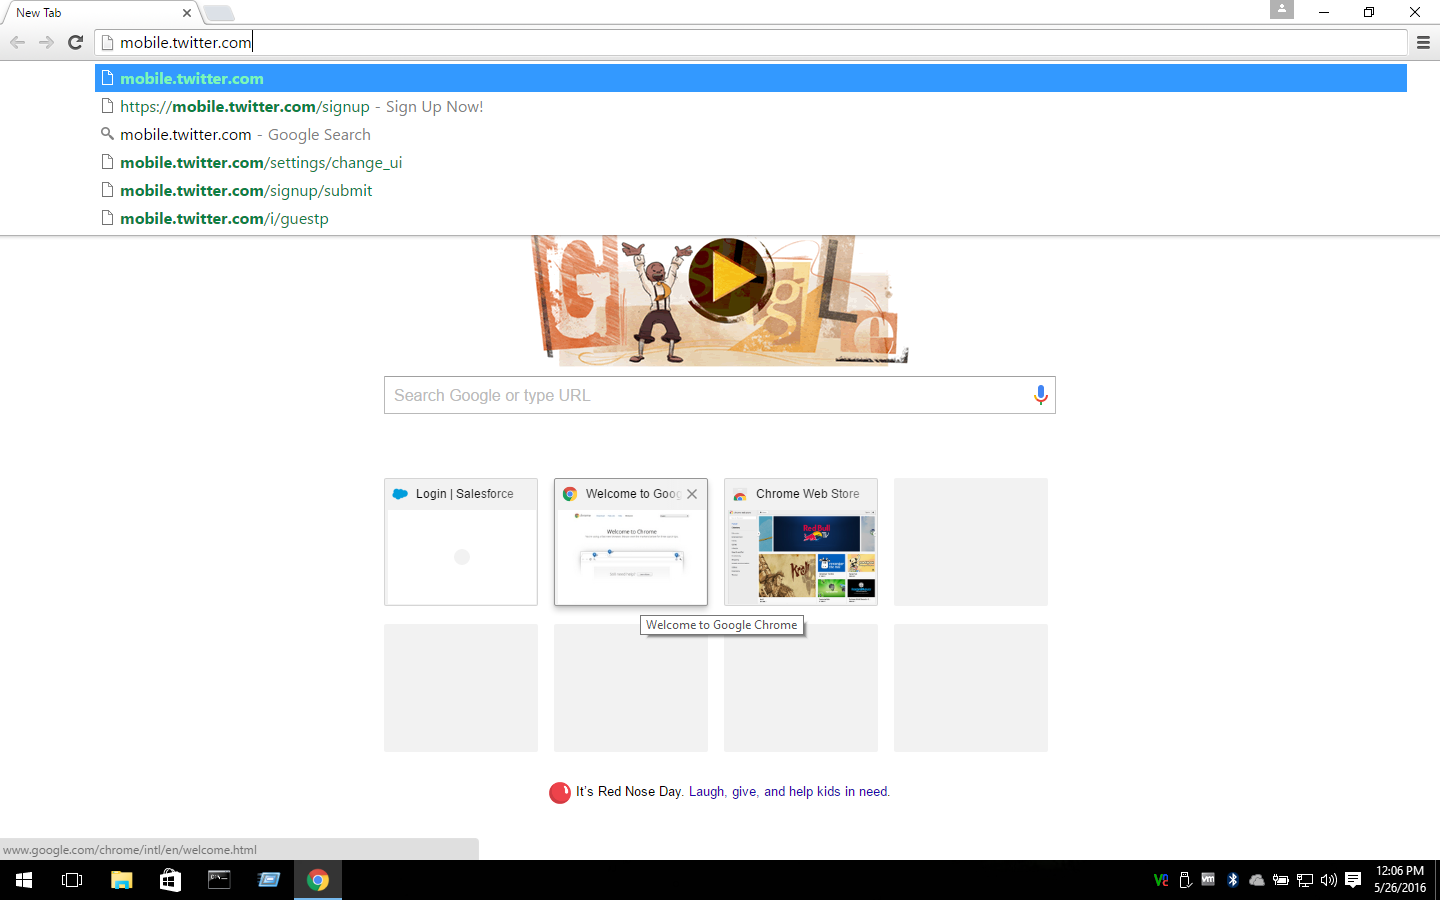 New Tab
mobile.twitter.com
mobile.twitter.com
https://mobile.twitter.com/signup - Sign Up Now!
mobile.twitter.com - Google Search
mobile.twitter.com/settings/change_ui
mobile.twitter.com/signup/submit
mobile.twitter.com/i/guestp
Search Google or type URL
Login | Salesforce
Welcome to Goog
Chrome Web Store
Welcome to Chrome
RedBull
Welcome to Google Chrome
It's Red Nose Day. Laugh, give, and help kids in need.
www.google.com/chrome/intl/en/welcome.html
12:06 PM
5/26/2016